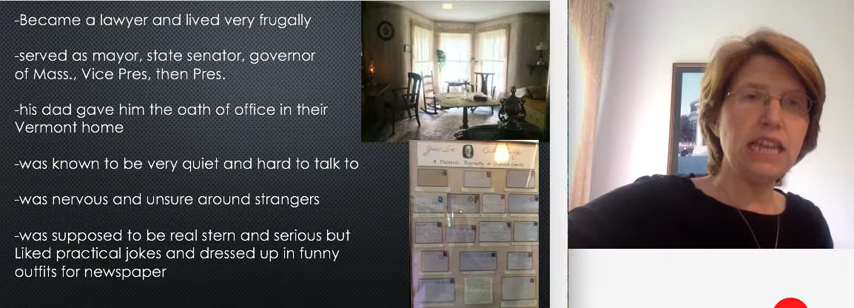 -Became a lawyer and lived very frugally
-served as mayor, state senator, governor
of Mass., Vice Pres, then Pres.
-his dad gave him the oath of office in their
Vermont home
-was known to be very quiet and hard to talk to
-was nervous and unsure around strangers
-was supposed to be real stern and serious but
Liked practical jokes and dressed up in funny
outfits for newspaper